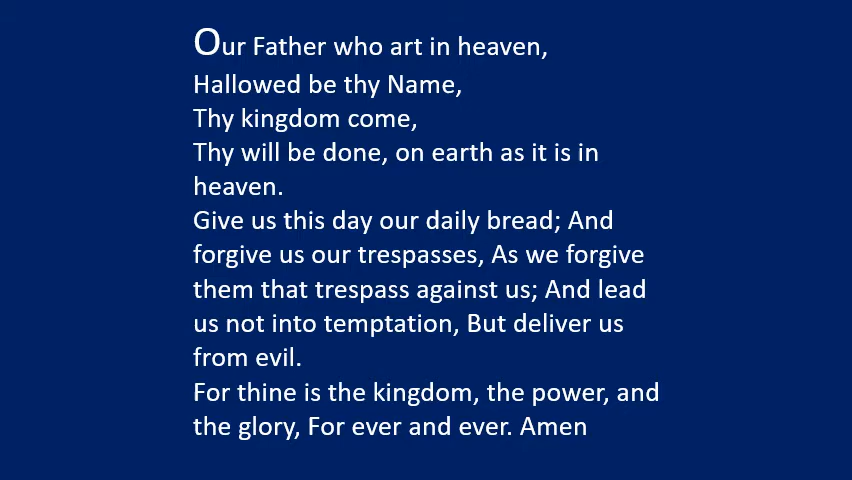 Our Father who art in heaven,
Hallowed be thy Name,
Thy kingdom come,
Thy will be done, on earth as it is in
heaven.
Give us this day our daily bread; And
forgive us our trespasses, As we forgive
them that trespass against us; And lead
us not into temptation, But deliver us
from evil.
For thine is the kingdom, the power, and
the glory, For ever and ever. Amen